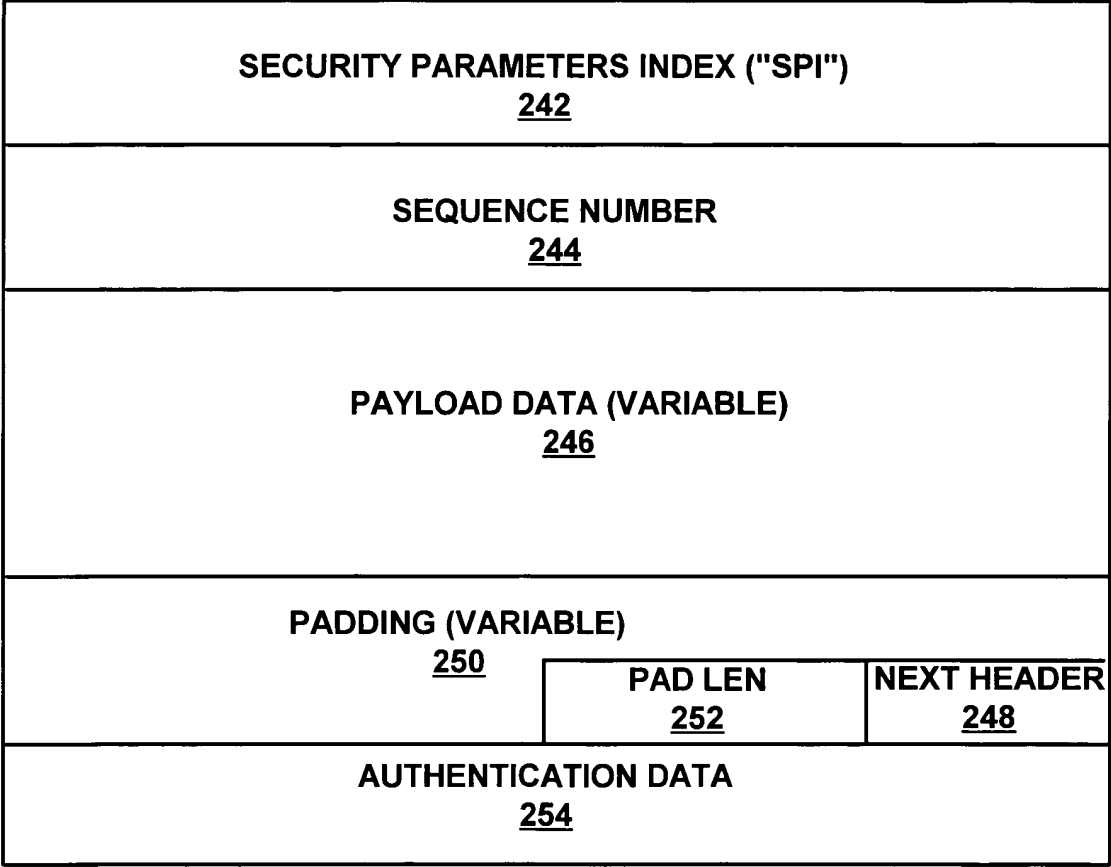 SECURITY PARAMETERS INDEX ("SPI")
242
SEQUENCE NUMBER
244
PAYLOAD DATA (VARIABLE)
246
PADDING (VARIABLE)
250
PAD LEN
252
NEXT HEADER
248
AUTHENTICATION DATA
254